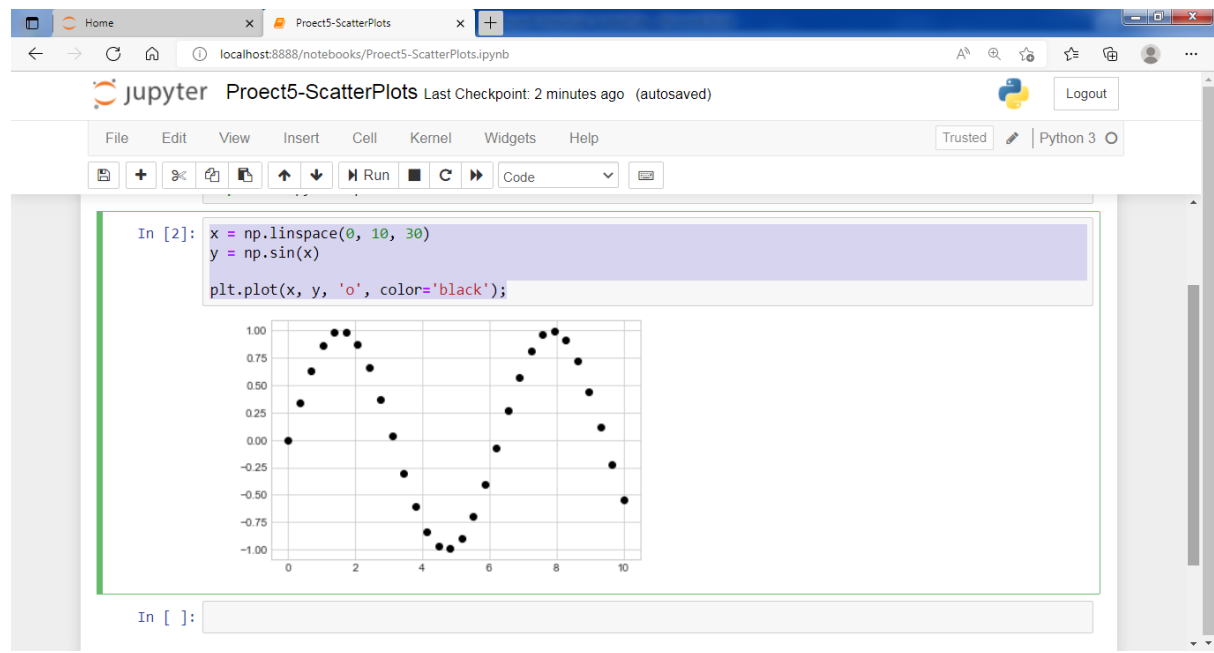 Home
Proect5-ScatterPlots
localhost:8888/notebooks/Proect5-ScatterPlots.ipynb
jupyter Proect5-ScatterPlots Last Checkpoint: 2 minutes ago (autosaved)
Logout
File Edit View Insert Cell Kernel Widgets Help
Trusted Python 3
Run Code
In [2]: x = np.linspace(0, 10, 30)
y = np.sin(x)
plt.plot(x, y, 'o', color='black');
1.00
0.75
0.50
0.25
0.00
−0.25
−0.50
−0.75
−1.00
0 2 4 6 8 10
In [ ]: